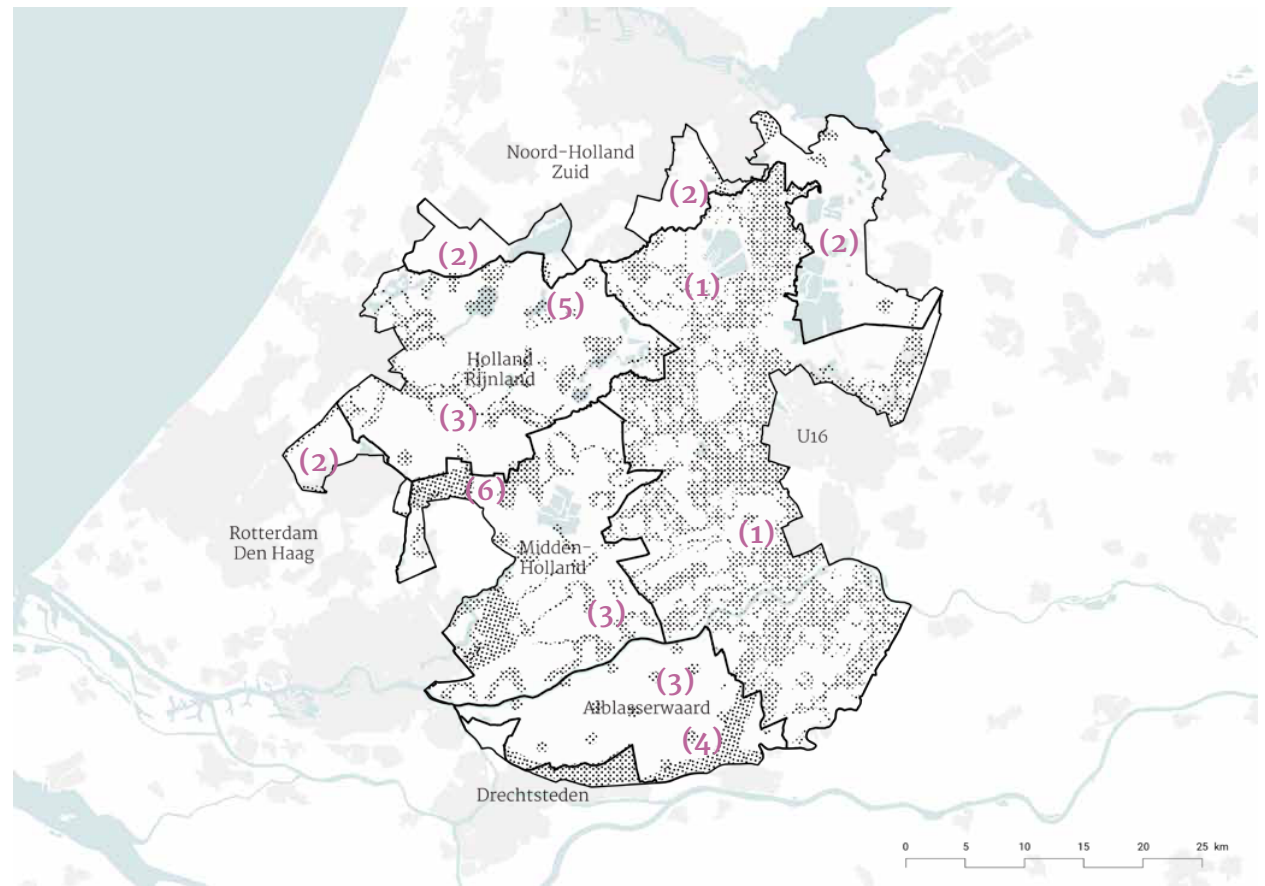 Noord-Holland
Zuid
(2)
(2)
(2)
(1)
(5)
Holland
Rijnland
(3)
U16
(2)
(6)
Rotterdam
Den Haag
(1)
Midden-
Holland
(3)
(3)
Alblasserwaard
(4)
Drechtsteden
0 5 10 15 20 25 km